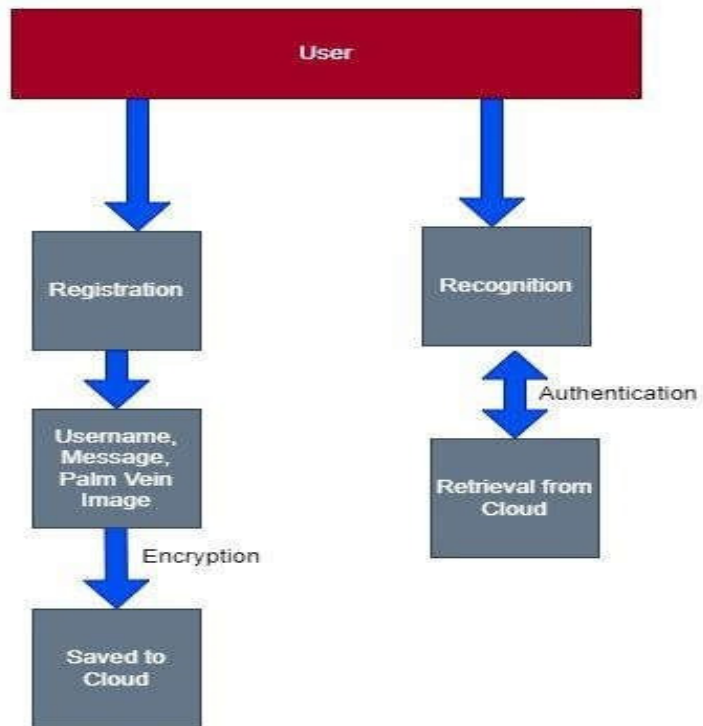 User
Registration
Recognition
Authentication
Username,
Message,
Palm Vein
Image
Retrieval from
Cloud
Encryption
Saved to
Cloud